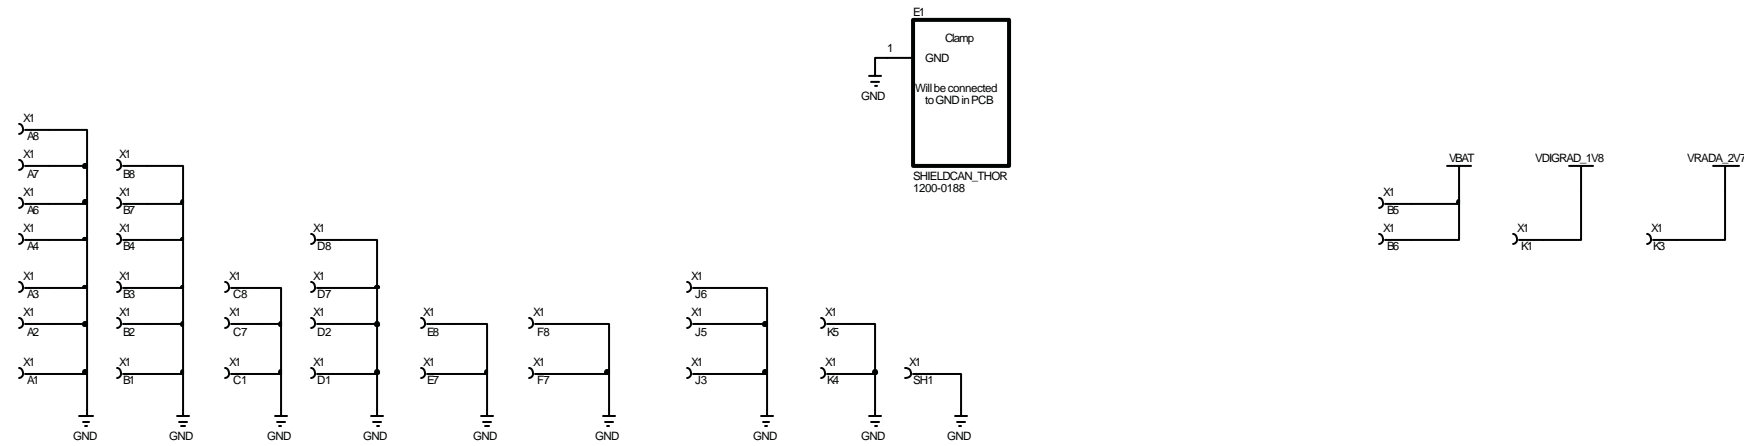 E1
Clamp
1
GND
Will be connected
to GND in PCB
GND
SHIELDCAN_THOR
1200-0188
X1
A8
X1
A7
X1
A6
X1
A4
X1
A3
X1
A2
X1
A1
GND
X1
B8
X1
B7
X1
B4
X1
B3
X1
B2
X1
B1
GND
X1
C8
X1
C7
X1
C1
GND
X1
D8
X1
D7
X1
D2
X1
D1
GND
X1
E8
X1
E7
GND
X1
F8
X1
F7
GND
X1
J6
X1
J5
X1
J3
GND
X1
K5
X1
K4
GND
X1
SH1
GND
VBAT
X1
B5
X1
B6
VDIGRAD_1V8
X1
K1
VRADA_2V7
X1
K3